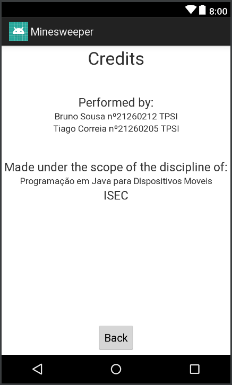 8:00
Minesweeper
Credits
Performed by:
Bruno Sousa nº21260212 TPSI
Tiago Correia nº21260205 TPSI
Made under the scope of the discipline of:
Programação em Java para Dispositivos Moveis
ISEC
Back